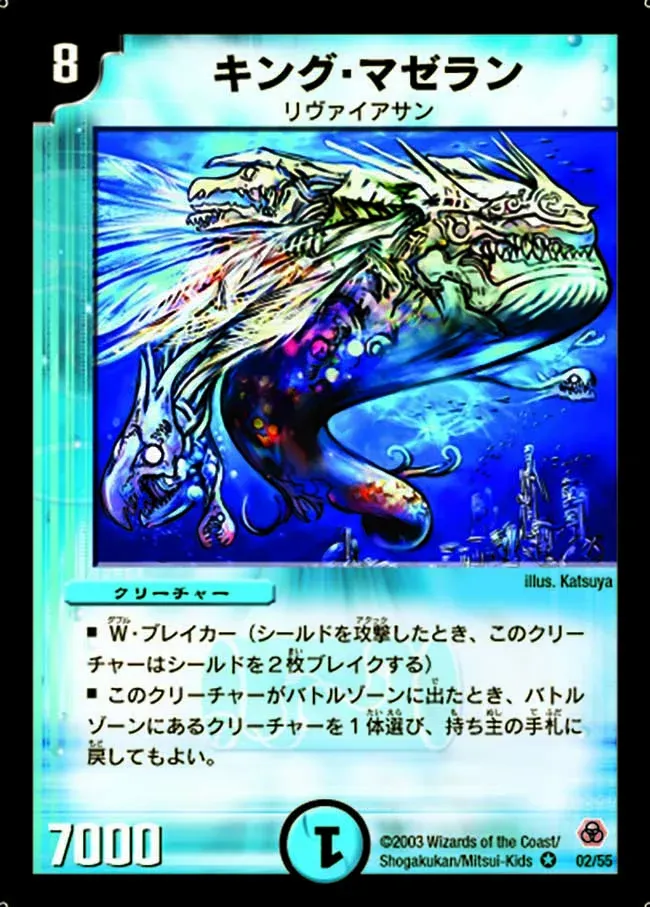 8
キング・マゼラン
リヴァイアサン
illus. Katsuya
クリーチャー
■ W・ブレイカー（シールドを攻撃したとき、このクリー
チャーはシールドを2枚ブレイクする）
■ このクリーチャーがバトルゾーンに出たとき、バトル
ゾーンにあるクリーチャーを1体選び、持ち主の手札に
戻してもよい。
7000
1
©2003 Wizards of the Coast/
Shogakukan/Mitsui-Kids
02/55